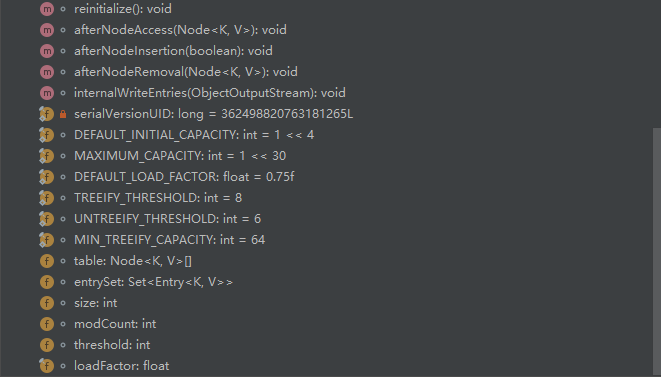 m reinitialize(): void
m afterNodeAccess(Node<K, V>): void
m afterNodeInsertion(boolean): void
m afterNodeRemoval(Node<K, V>): void
m internalWriteEntries(ObjectOutputStream): void
f serialVersionUID: long = 362498820763181265L
f DEFAULT_INITIAL_CAPACITY: int = 1 << 4
f MAXIMUM_CAPACITY: int = 1 << 30
f DEFAULT_LOAD_FACTOR: float = 0.75f
f TREEIFY_THRESHOLD: int = 8
f UNTREEIFY_THRESHOLD: int = 6
f MIN_TREEIFY_CAPACITY: int = 64
f table: Node<K, V>[]
f entrySet: Set<Entry<K, V>>
f size: int
f modCount: int
f threshold: int
f loadFactor: float